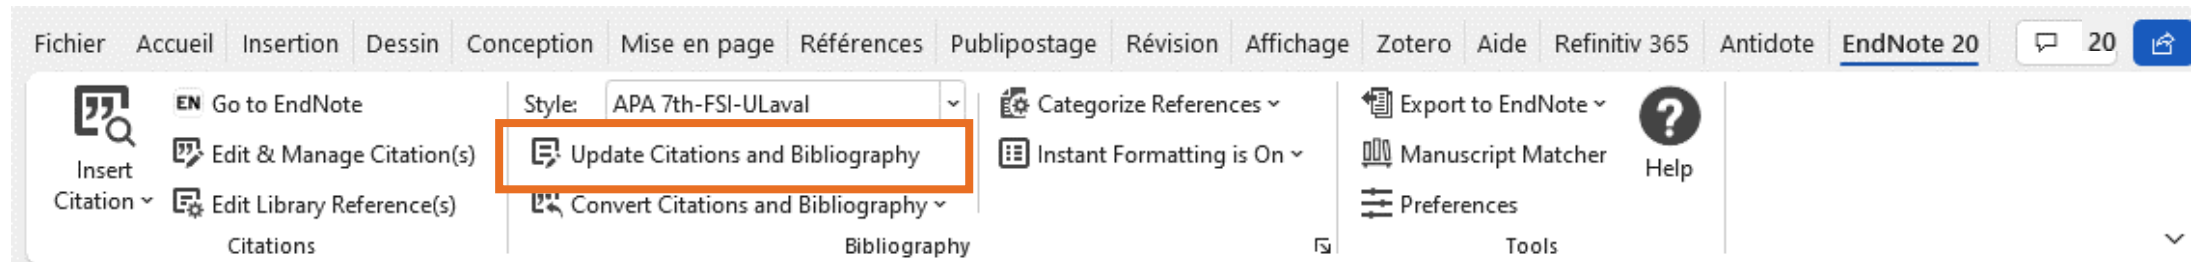 Fichier Accueil Insertion Dessin Conception Mise en page Références Publipostage Révision Affichage Zotero Aide Refinitiv 365 Antidote EndNote 20 20
Insert
Citation
EN Go to EndNote
Edit & Manage Citation(s)
Edit Library Reference(s)
Citations
Style: APA 7th-FSI-ULaval
Update Citations and Bibliography
Convert Citations and Bibliography
Categorize References
Instant Formatting is On
Bibliography
Export to EndNote
Manuscript Matcher
Preferences
? Help
Tools